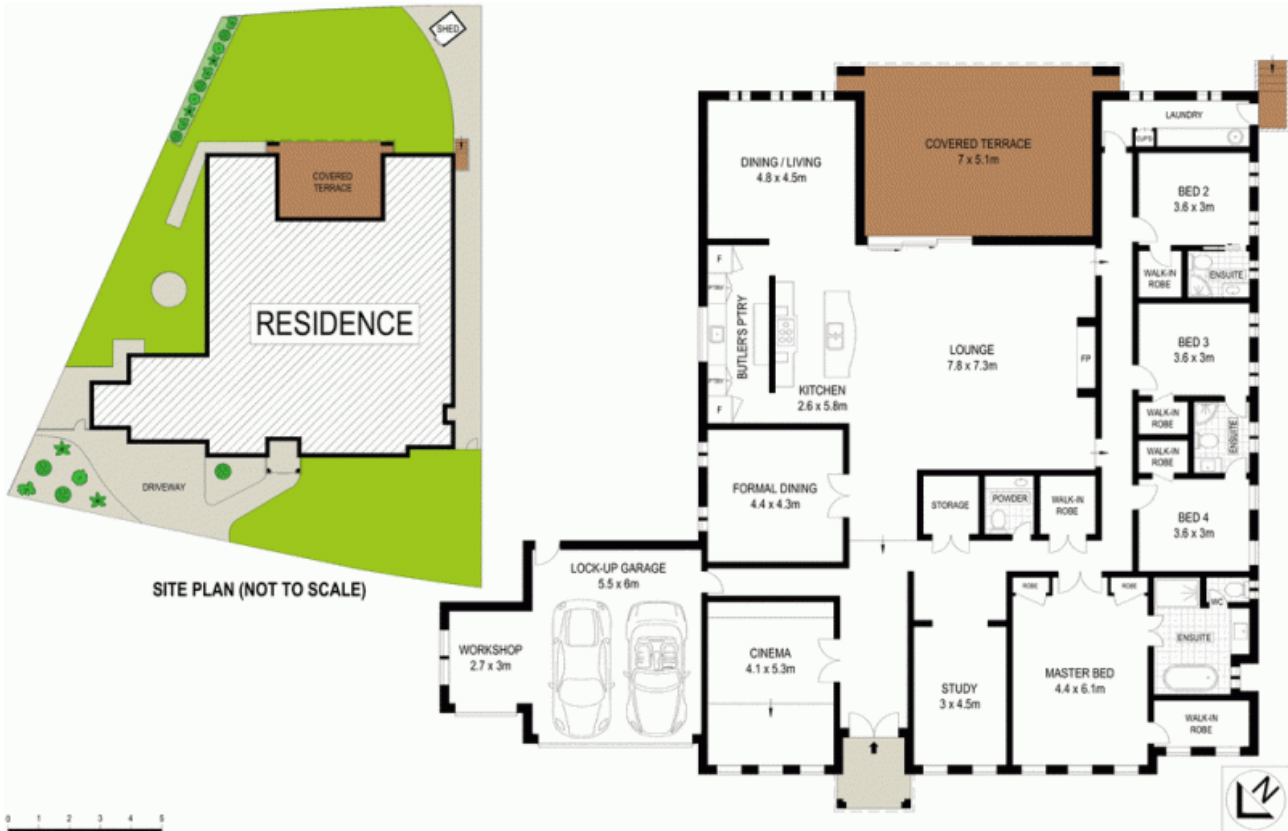 SHED
COVERED
TERRACE
RESIDENCE
DRIVEWAY
SITE PLAN (NOT TO SCALE)
0 1 2 3 4 5
LAUNDRY
COVERED TERRACE
7 x 5.1m
DINING / LIVING
4.8 x 4.5m
BED 2
3.6 x 3m
F
P'TRY
WALK-IN
ROBE
ENSUITE
BUTLER'S P'TRY
BED 3
3.6 x 3m
LOUNGE
7.8 x 7.3m
FP
P'TRY
KITCHEN
2.6 x 5.8m
F
WALK-IN
ROBE
ENSUITE
WALK-IN
ROBE
FORMAL DINING
4.4 x 4.3m
STORAGE
POWDER
WALK-IN
ROBE
BED 4
3.6 x 3m
LOCK-UP GARAGE
5.5 x 6m
ROBE
ROBE
WC
ENSUITE
WORKSHOP
2.7 x 3m
CINEMA
4.1 x 5.3m
MASTER BED
4.4 x 6.1m
STUDY
3 x 4.5m
WALK-IN
ROBE
N